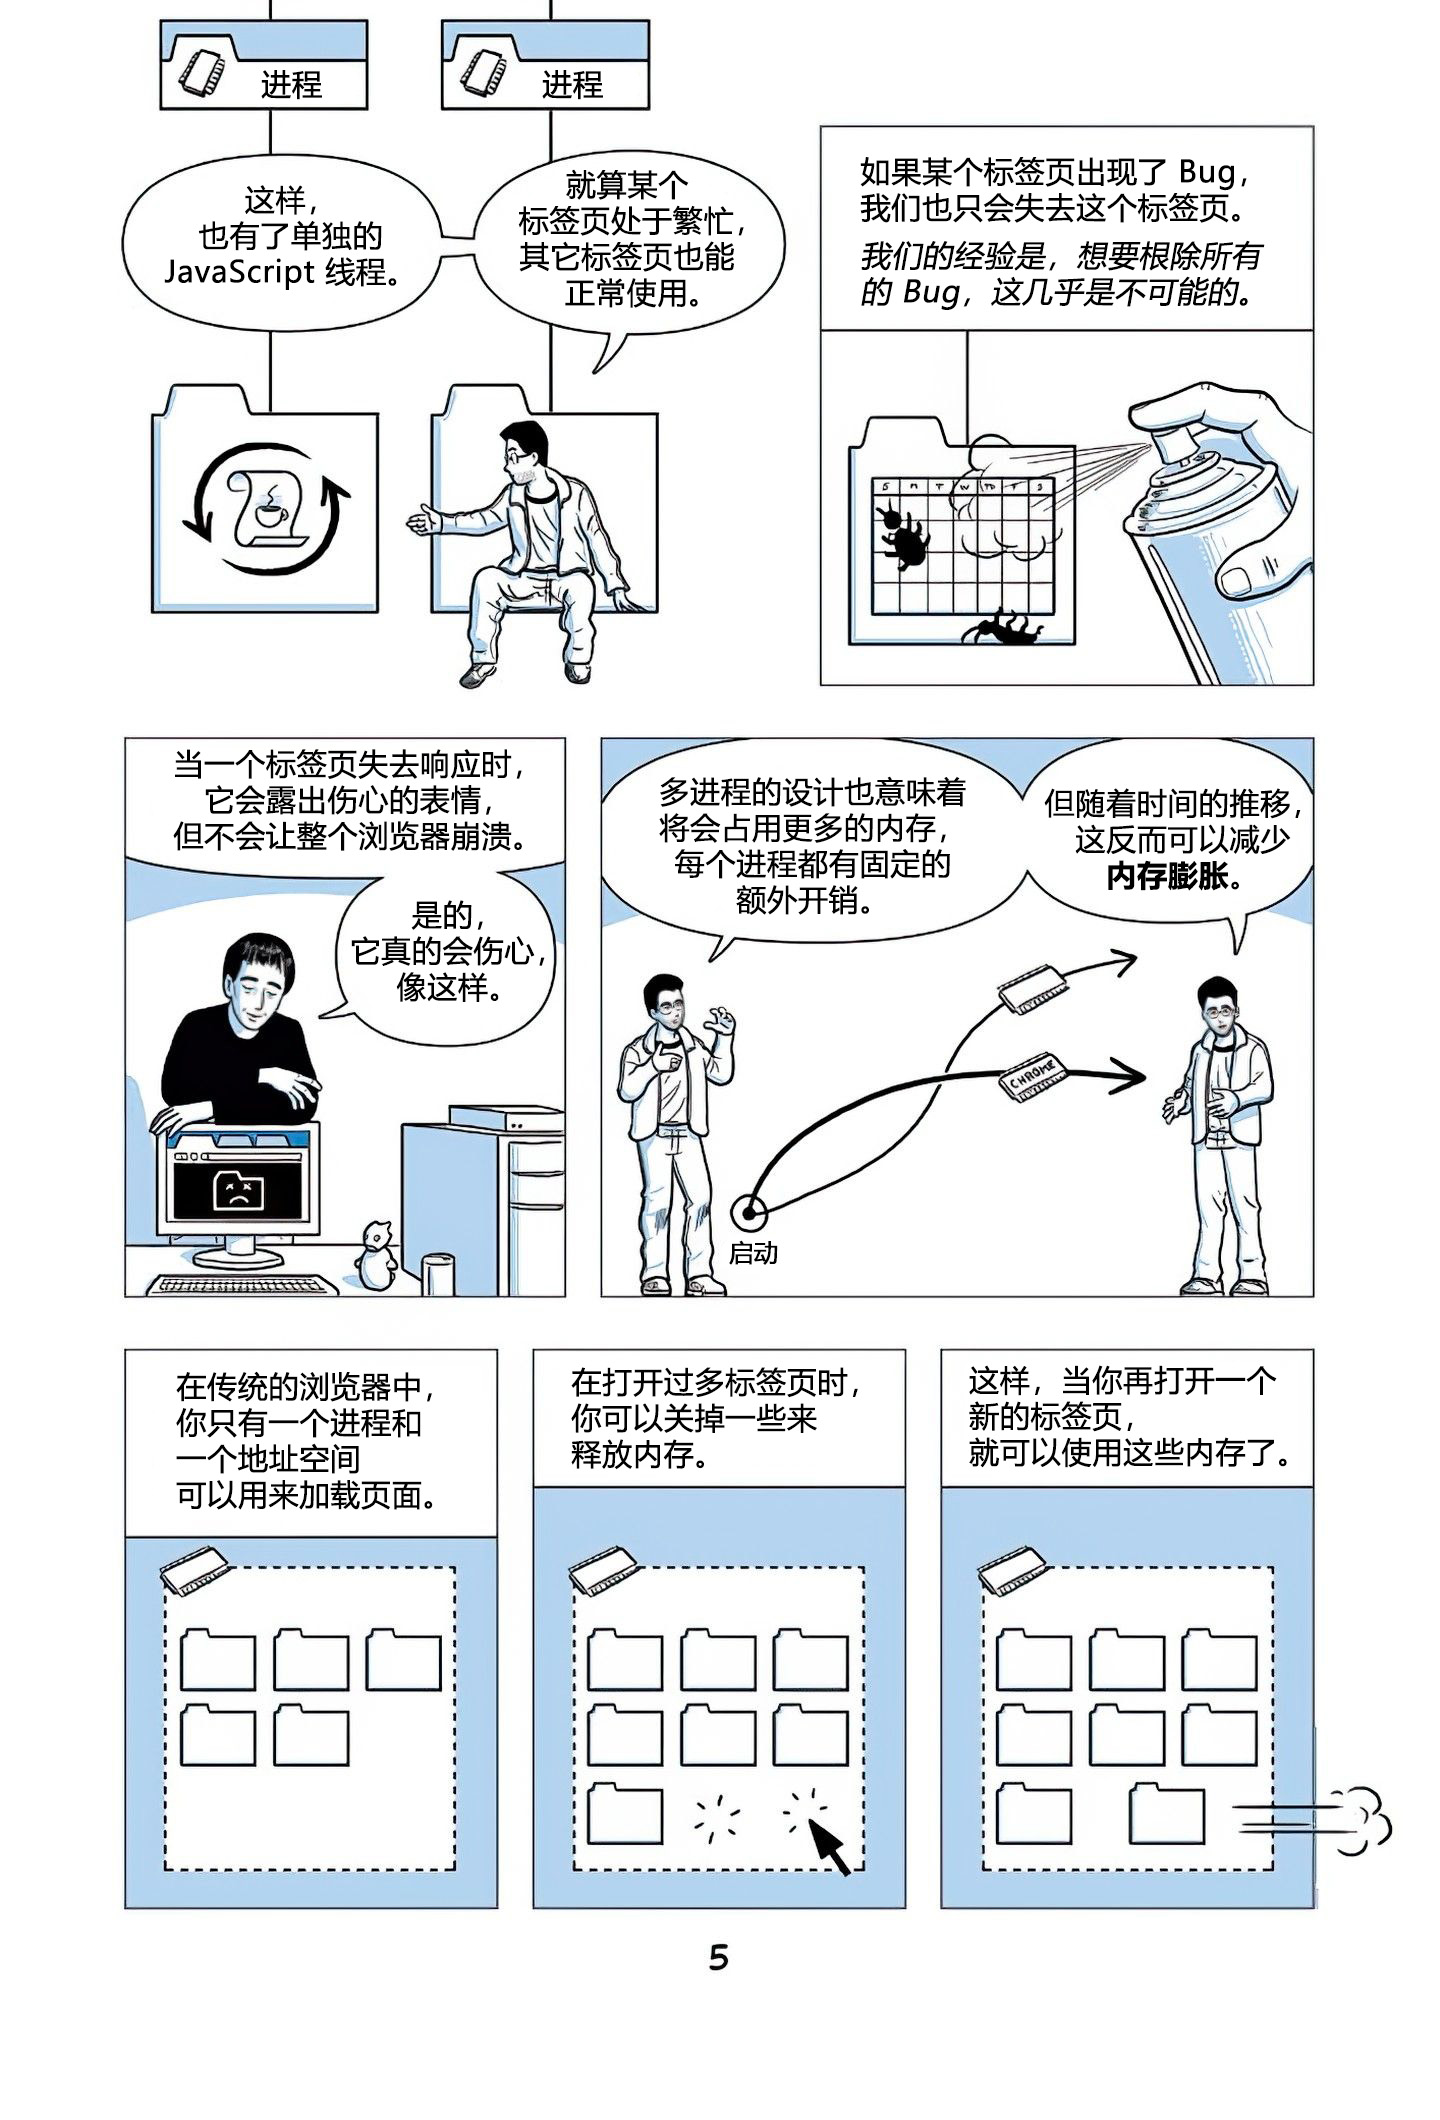 进程
进程
这样，
也有了单独的
JavaScript 线程。
就算某个
标签页处于繁忙，
其它标签页也能
正常使用。
如果某个标签页出现了 Bug，
我们也只会失去这个标签页。
我们的经验是，想要根除所有
的 Bug，这几乎是不可能的。
S M T W Th F S
当一个标签页失去响应时，
它会露出伤心的表情，
但不会让整个浏览器崩溃。
是的，
它真的会伤心，
像这样。
多进程的设计也意味着
将会占用更多的内存，
每个进程都有固定的
额外开销。
但随着时间的推移，
这反而可以减少
内存膨胀。
CHROME
启动
在传统的浏览器中，
你只有一个进程和
一个地址空间
可以用来加载页面。
在打开过多标签页时，
你可以关掉一些来
释放内存。
这样，当你再打开一个
新的标签页，
就可以使用这些内存了。
5